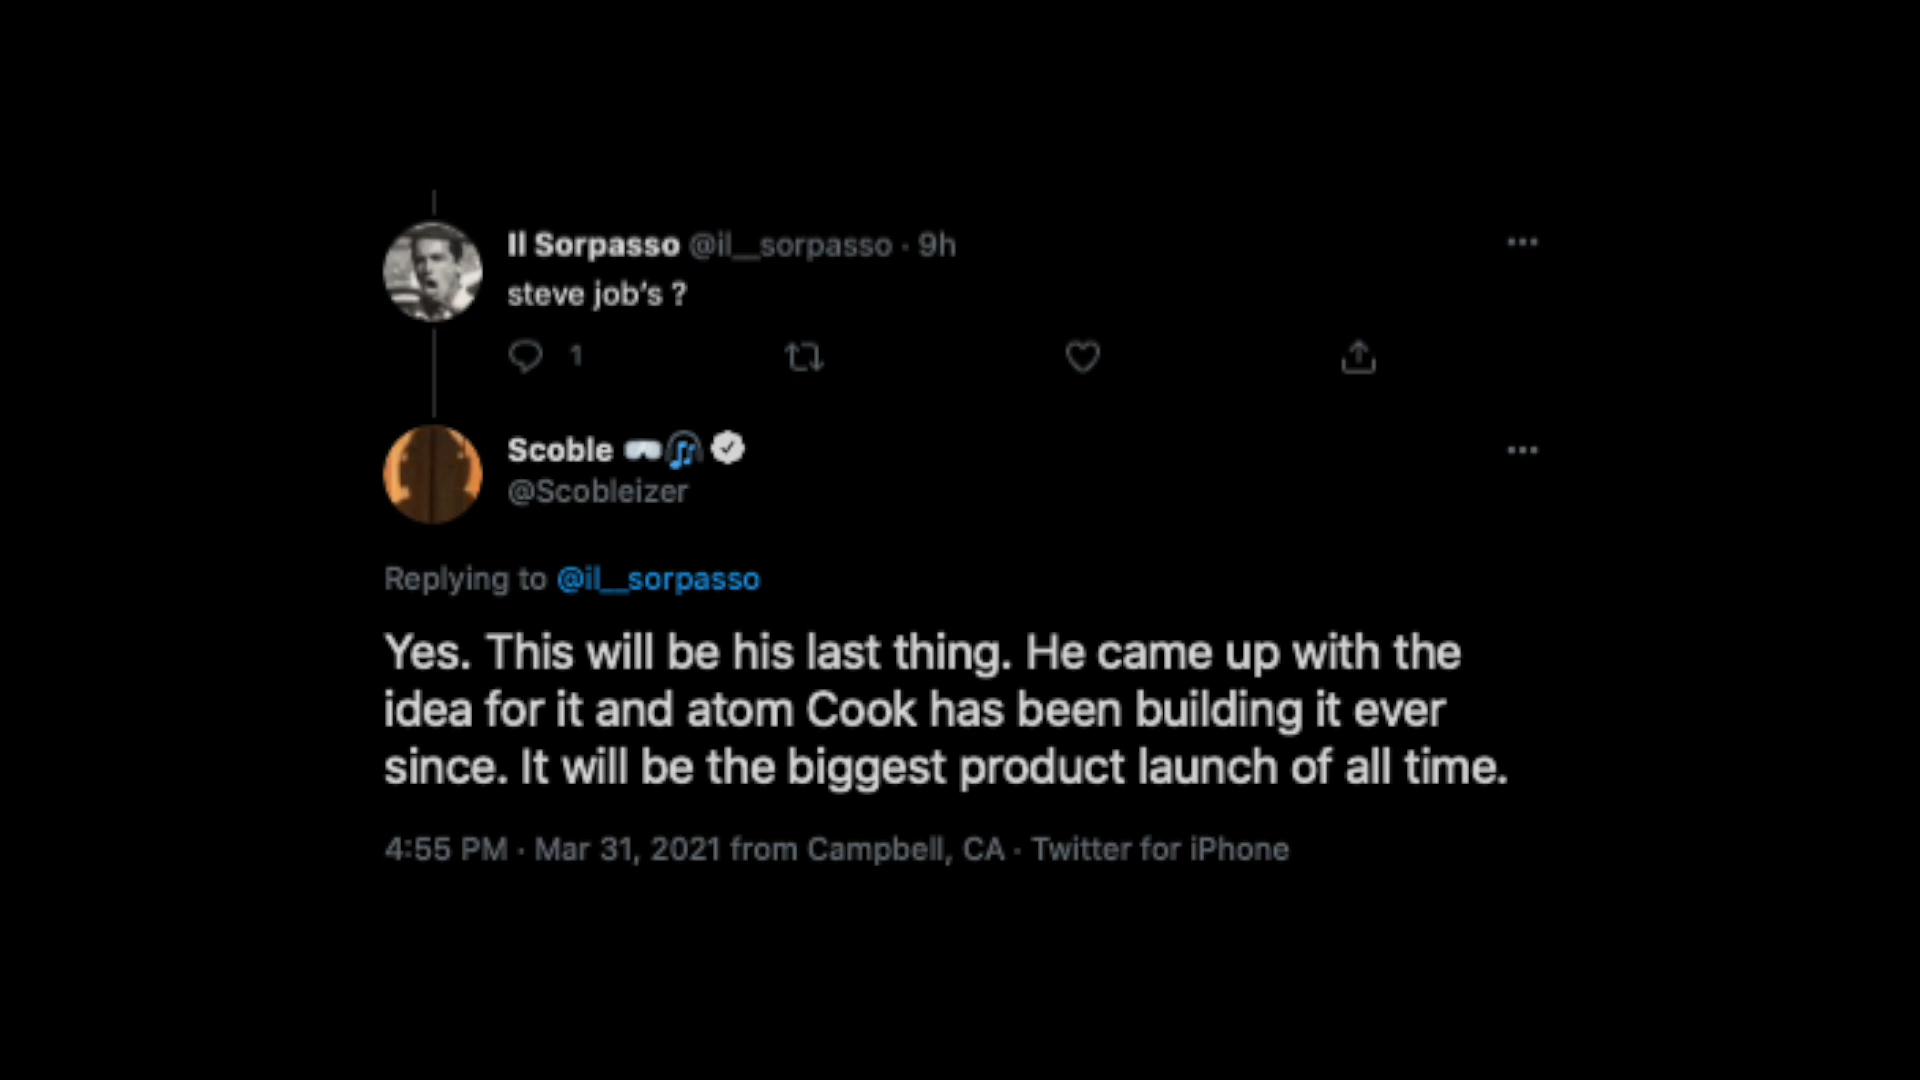 Il Sorpasso @il__sorpasso · 9h
steve job's ?
1
Scoble
@Scobleizer
Replying to @il__sorpasso
Yes. This will be his last thing. He came up with the
idea for it and atom Cook has been building it ever
since. It will be the biggest product launch of all time.
4:55 PM · Mar 31, 2021 from Campbell, CA · Twitter for iPhone